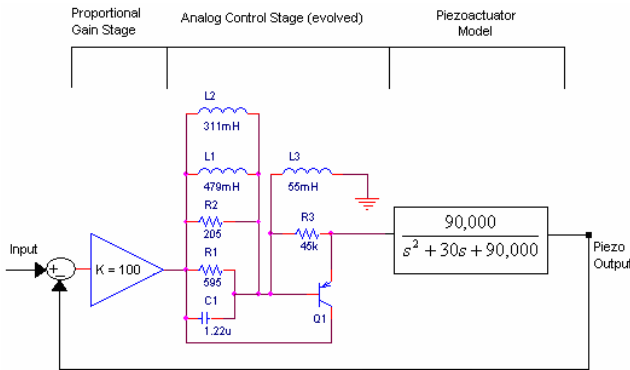 Proportional
Gain Stage
Analog Control Stage (evolved)
Piezoactuator
Model
L2
311mH
L1
479mH
L3
55mH
R2
205
R3
45k
R1
595
C1
1.22u
Q1
Input
+
–
K = 100
90,000
s² + 30s + 90,000
Piezo
Output